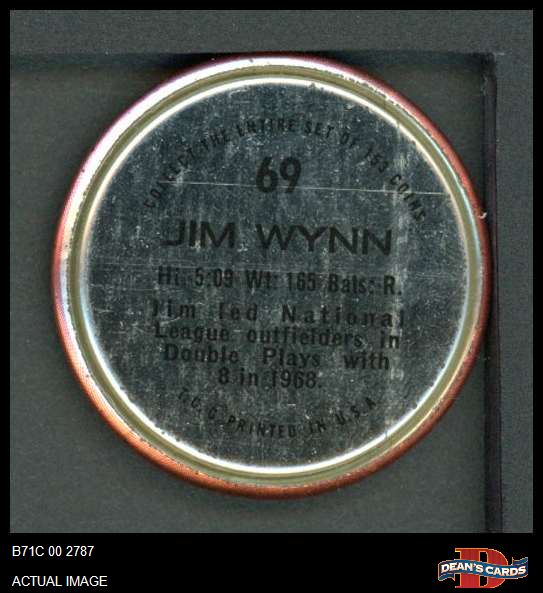 COLLECT THE ENTIRE SET OF 153 COINS
69
JIM WYNN
Ht: 5:09 Wt: 165 Bats: R.
Jim led National
League outfielders in
Double Plays with
8 in 1968.
T.C.G. PRINTED IN U.S.A.
B71C 00 2787
ACTUAL IMAGE
D
DEAN'S CARDS